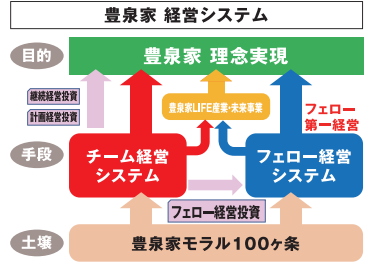 豊泉家 経営システム
目的
豊泉家 理念実現
継続経営投資
計画経営投資
豊泉家LIFE産業・未来事業
フェロー
第一経営
手段
チーム経営
システム
フェロー経営
システム
フェロー経営投資
土壌
豊泉家モラル100ヶ条